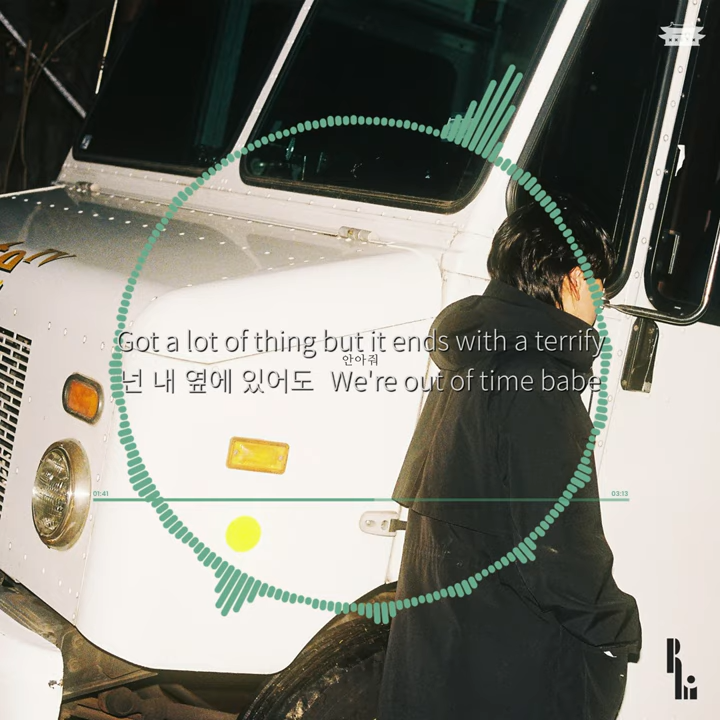 Got a lot of thing but it ends with a terrify
안아줘
넌 내 옆에 있어도 We're out of time babe
01:41
03:13